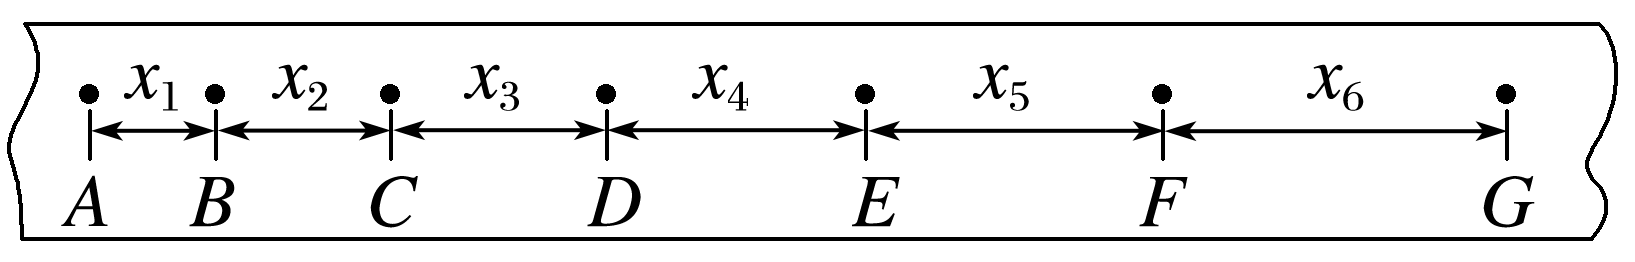 x₁ x₂ x₃ x₄ x₅ x₆
A B C D E F G